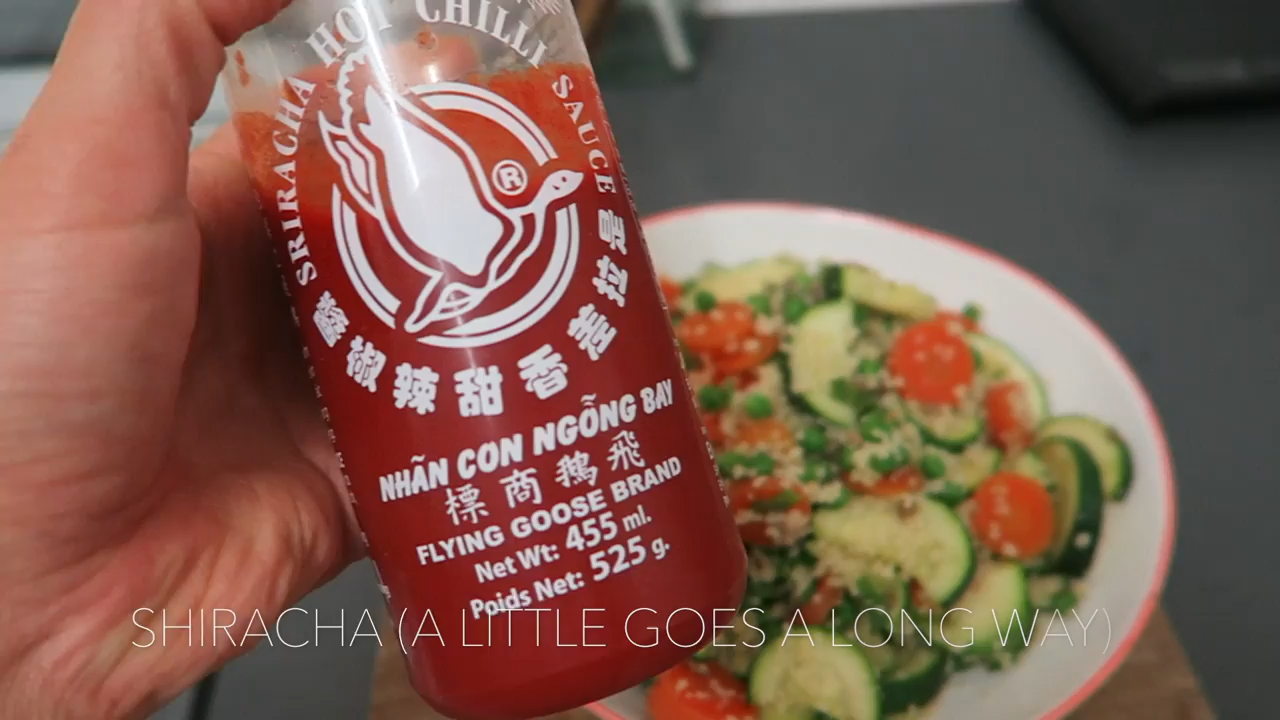 SRIRACHA HOT CHILLI SAUCE
®
是拉差香甜辣椒醬
NHÃN CON NGỖNG BAY
標商鵝飛
FLYING GOOSE BRAND
Net Wt: 455 ml.
Poids Net: 525 g.
SHIRACHA (A LITTLE GOES A LONG WAY)